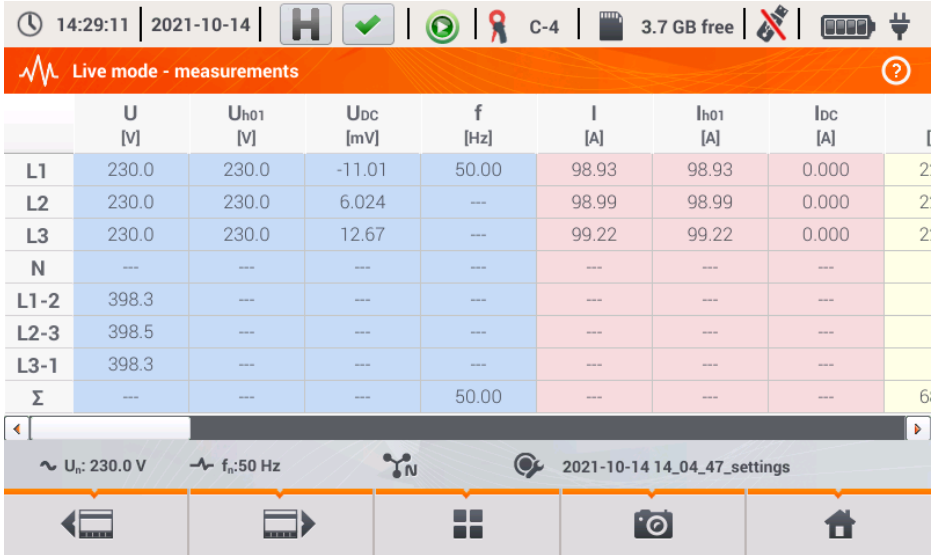 14:29:11 2021-10-14 H C-4 3.7 GB free
Live mode - measurements ?
U Uh01 UDC f I Ih01 IDC
[V] [V] [mV] [Hz] [A] [A] [A] [
L1 230.0 230.0 -11.01 50.00 98.93 98.93 0.000 2
L2 230.0 230.0 6.024 --- 98.99 98.99 0.000 2
L3 230.0 230.0 12.67 --- 99.22 99.22 0.000 2
N --- --- --- --- --- --- ---
L1-2 398.3 --- --- --- --- --- ---
L2-3 398.5 --- --- --- --- --- ---
L3-1 398.3 --- --- --- --- --- ---
Σ --- --- --- 50.00 --- --- --- 6
Un: 230.0 V fn:50 Hz N 2021-10-14 14_04_47_settings